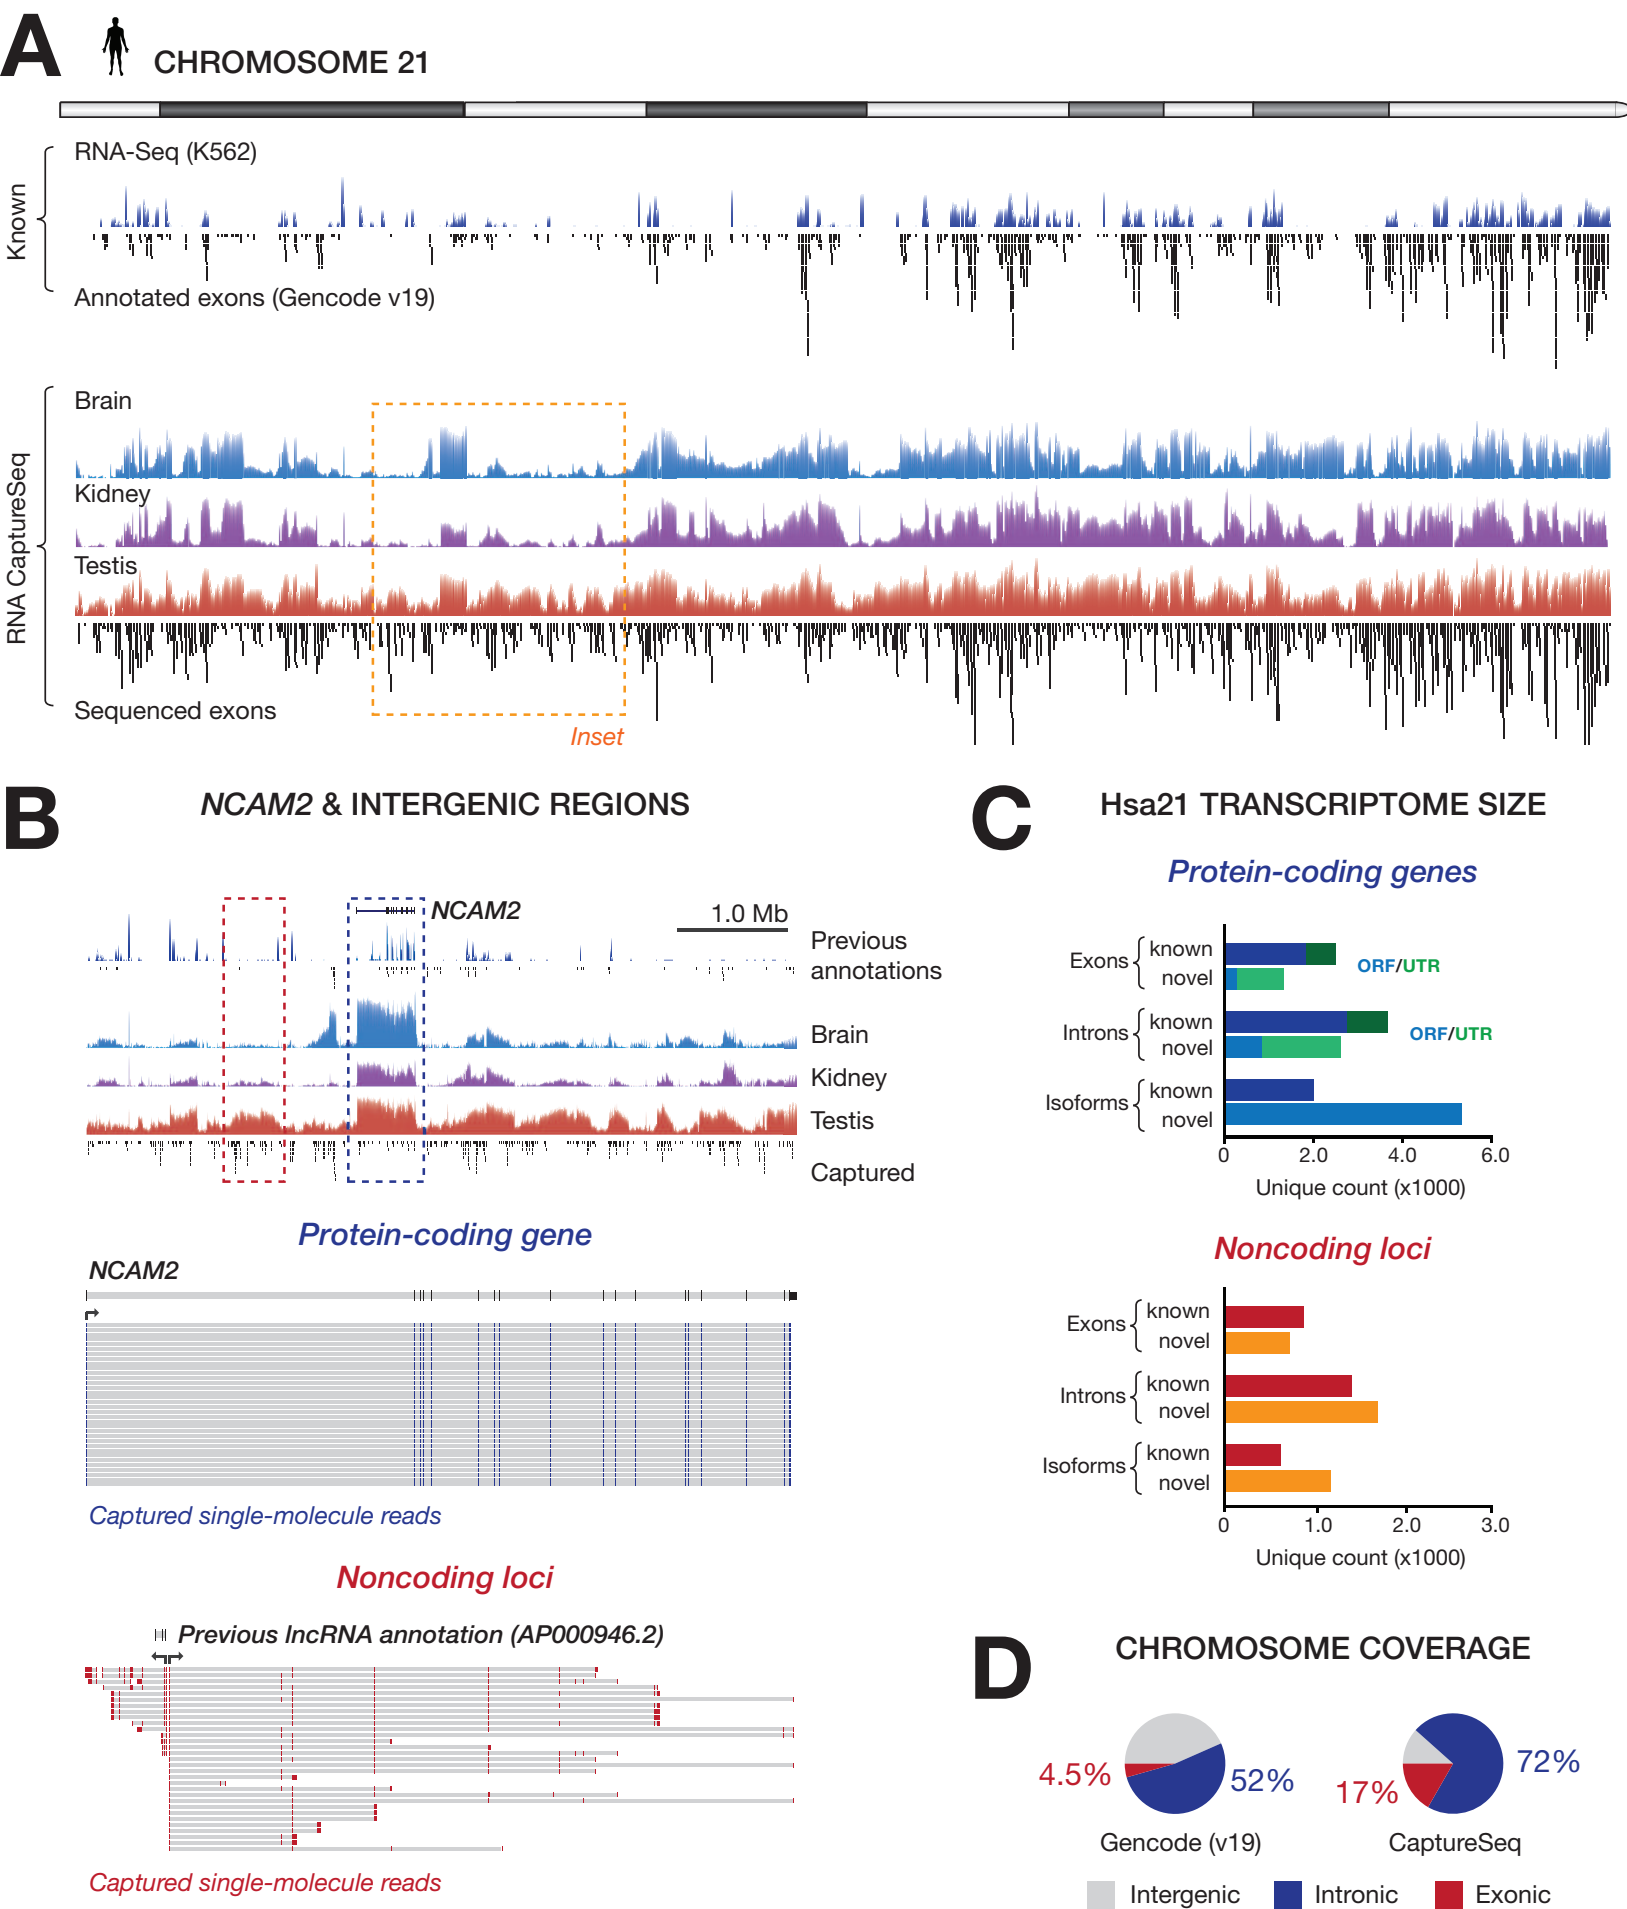 A
CHROMOSOME 21
Known
RNA-Seq (K562)
Annotated exons (Gencode v19)
RNA CaptureSeq
Brain
Kidney
Testis
Sequenced exons
Inset
B
NCAM2 & INTERGENIC REGIONS
NCAM2
1.0 Mb
Previous
annotations
Brain
Kidney
Testis
Captured
Protein-coding gene
NCAM2
Captured single-molecule reads
Noncoding loci
Previous lncRNA annotation (AP000946.2)
Captured single-molecule reads
C
Hsa21 TRANSCRIPTOME SIZE
Protein-coding genes
Exons
known
novel
ORF/UTR
Introns
known
novel
ORF/UTR
Isoforms
known
novel
0 2.0 4.0 6.0
Unique count (x1000)
Noncoding loci
Exons
known
novel
Introns
known
novel
Isoforms
known
novel
0 1.0 2.0 3.0
Unique count (x1000)
D
CHROMOSOME COVERAGE
4.5%
52%
17%
72%
Gencode (v19)
CaptureSeq
Intergenic
Intronic
Exonic